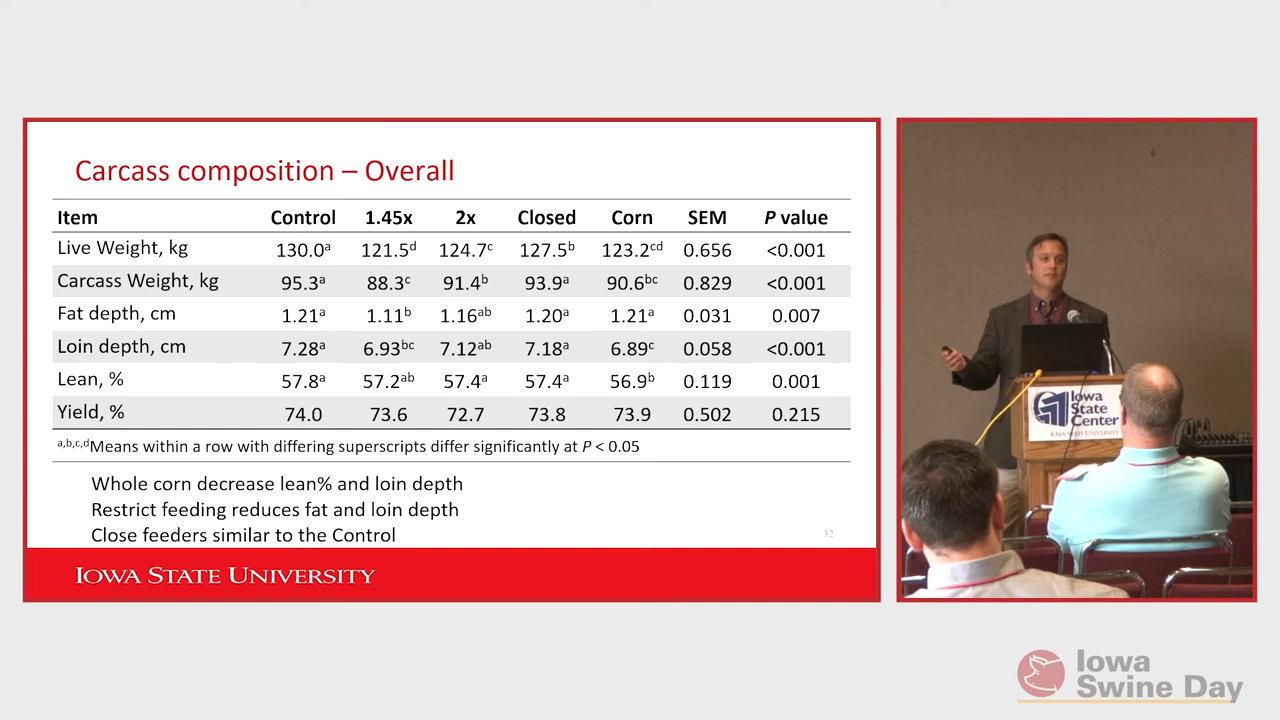 Carcass composition – Overall
Item Control 1.45x 2x Closed Corn SEM P value
Live Weight, kg 130.0ᵃ 121.5ᵈ 124.7ᶜ 127.5ᵇ 123.2ᶜᵈ 0.656 <0.001
Carcass Weight, kg 95.3ᵃ 88.3ᶜ 91.4ᵇ 93.9ᵃ 90.6ᵇᶜ 0.829 <0.001
Fat depth, cm 1.21ᵃ 1.11ᵇ 1.16ᵃᵇ 1.20ᵃ 1.21ᵃ 0.031 0.007
Loin depth, cm 7.28ᵃ 6.93ᵇᶜ 7.12ᵃᵇ 7.18ᵃ 6.89ᶜ 0.058 <0.001
Lean, % 57.8ᵃ 57.2ᵃᵇ 57.4ᵃ 57.4ᵃ 56.9ᵇ 0.119 0.001
Yield, % 74.0 73.6 72.7 73.8 73.9 0.502 0.215
ᵃ,ᵇ,ᶜ,ᵈMeans within a row with differing superscripts differ significantly at P < 0.05
Whole corn decrease lean% and loin depth
Restrict feeding reduces fat and loin depth
Close feeders similar to the Control
32
IOWA STATE UNIVERSITY
Iowa
State
Center
IOWA STATE UNIVERSITY
Iowa
Swine Day